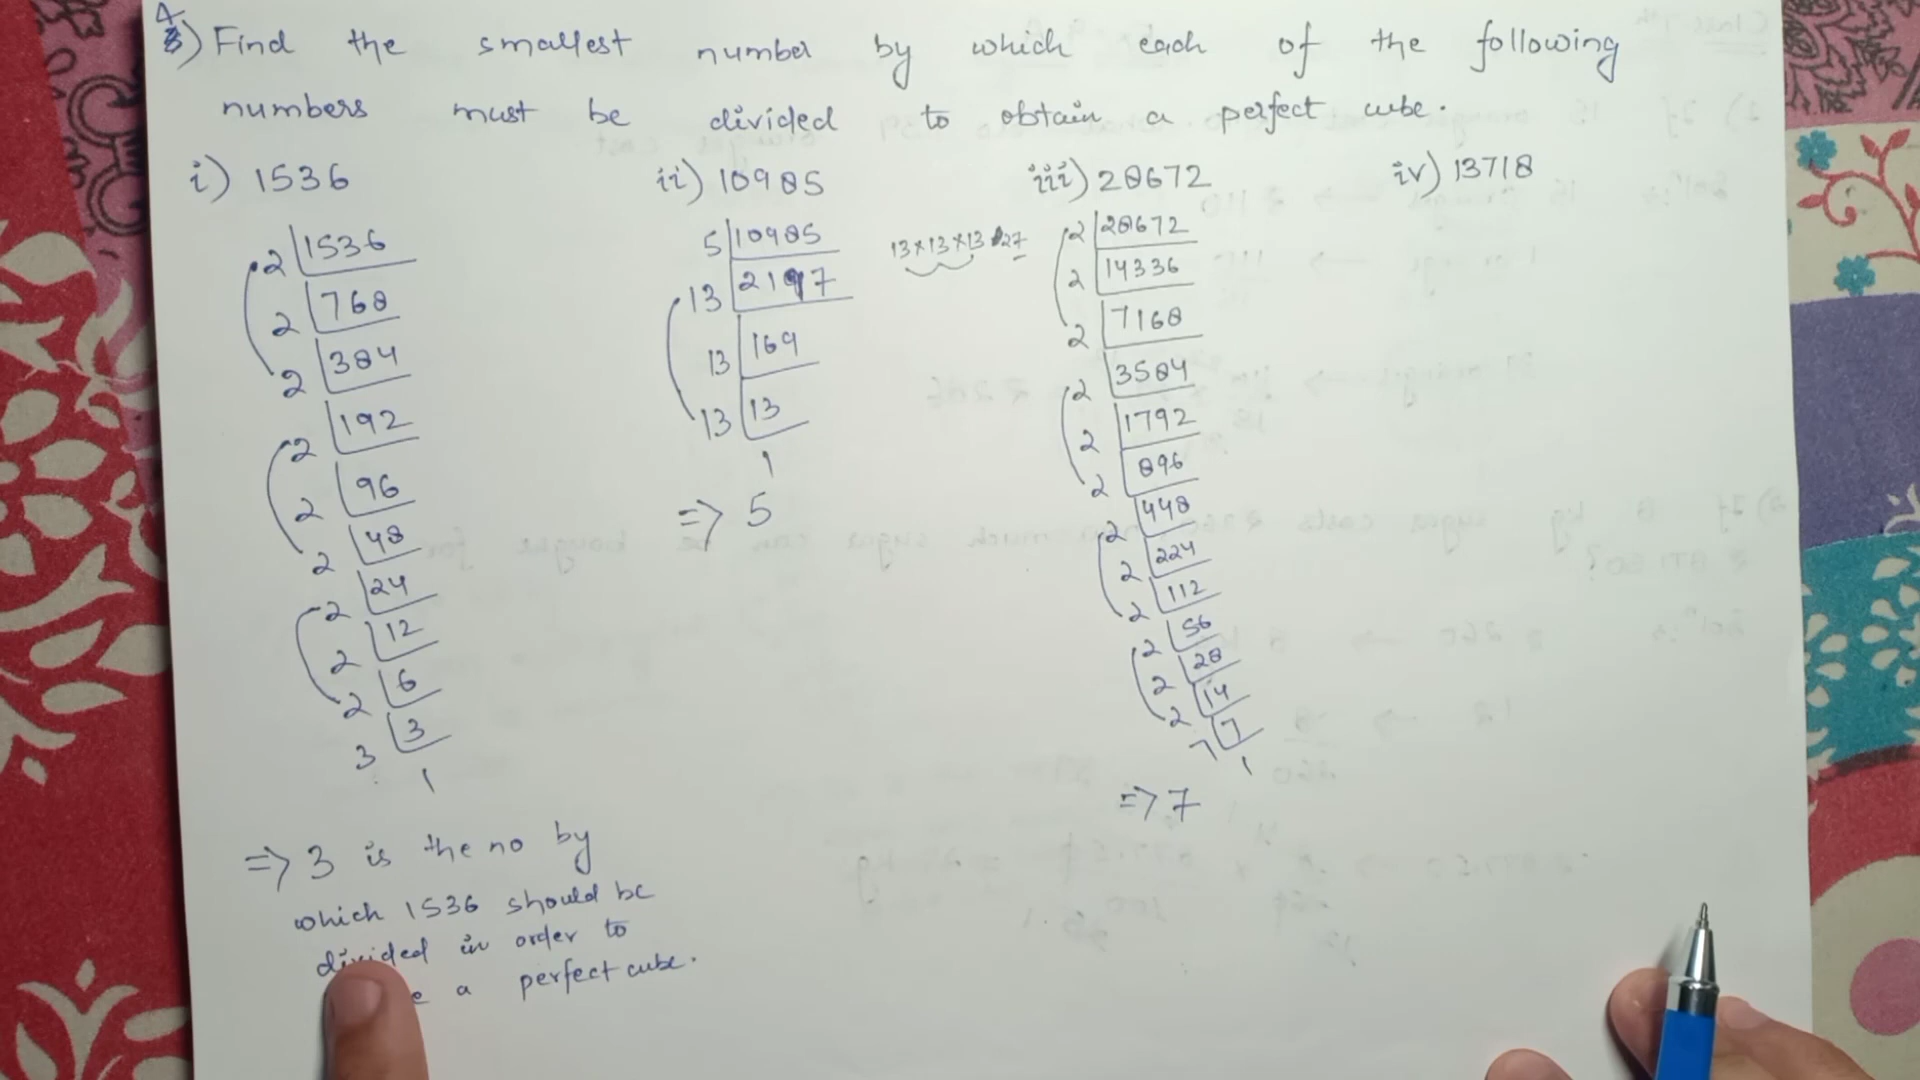 4) Find the smallest number by which each of the following
numbers must be divided to obtain a perfect cube.
i) 1536
2 | 1536
2 | 768
2 | 384
2 | 192
2 | 96
2 | 48
2 | 24
2 | 12
2 | 6
3 | 3
1
=> 3 is the no by
which 1536 should be
divided in order to
a perfect cube.
ii) 10985
5 | 10985
13 | 2197
13 | 169
13 | 13
1
=> 5
13×13×13 27
iii) 28672
2 | 28672
2 | 14336
2 | 7168
2 | 3584
2 | 1792
2 | 896
2 | 448
2 | 224
2 | 112
2 | 56
2 | 28
2 | 14
7 | 7
1
=> 7
iv) 13718